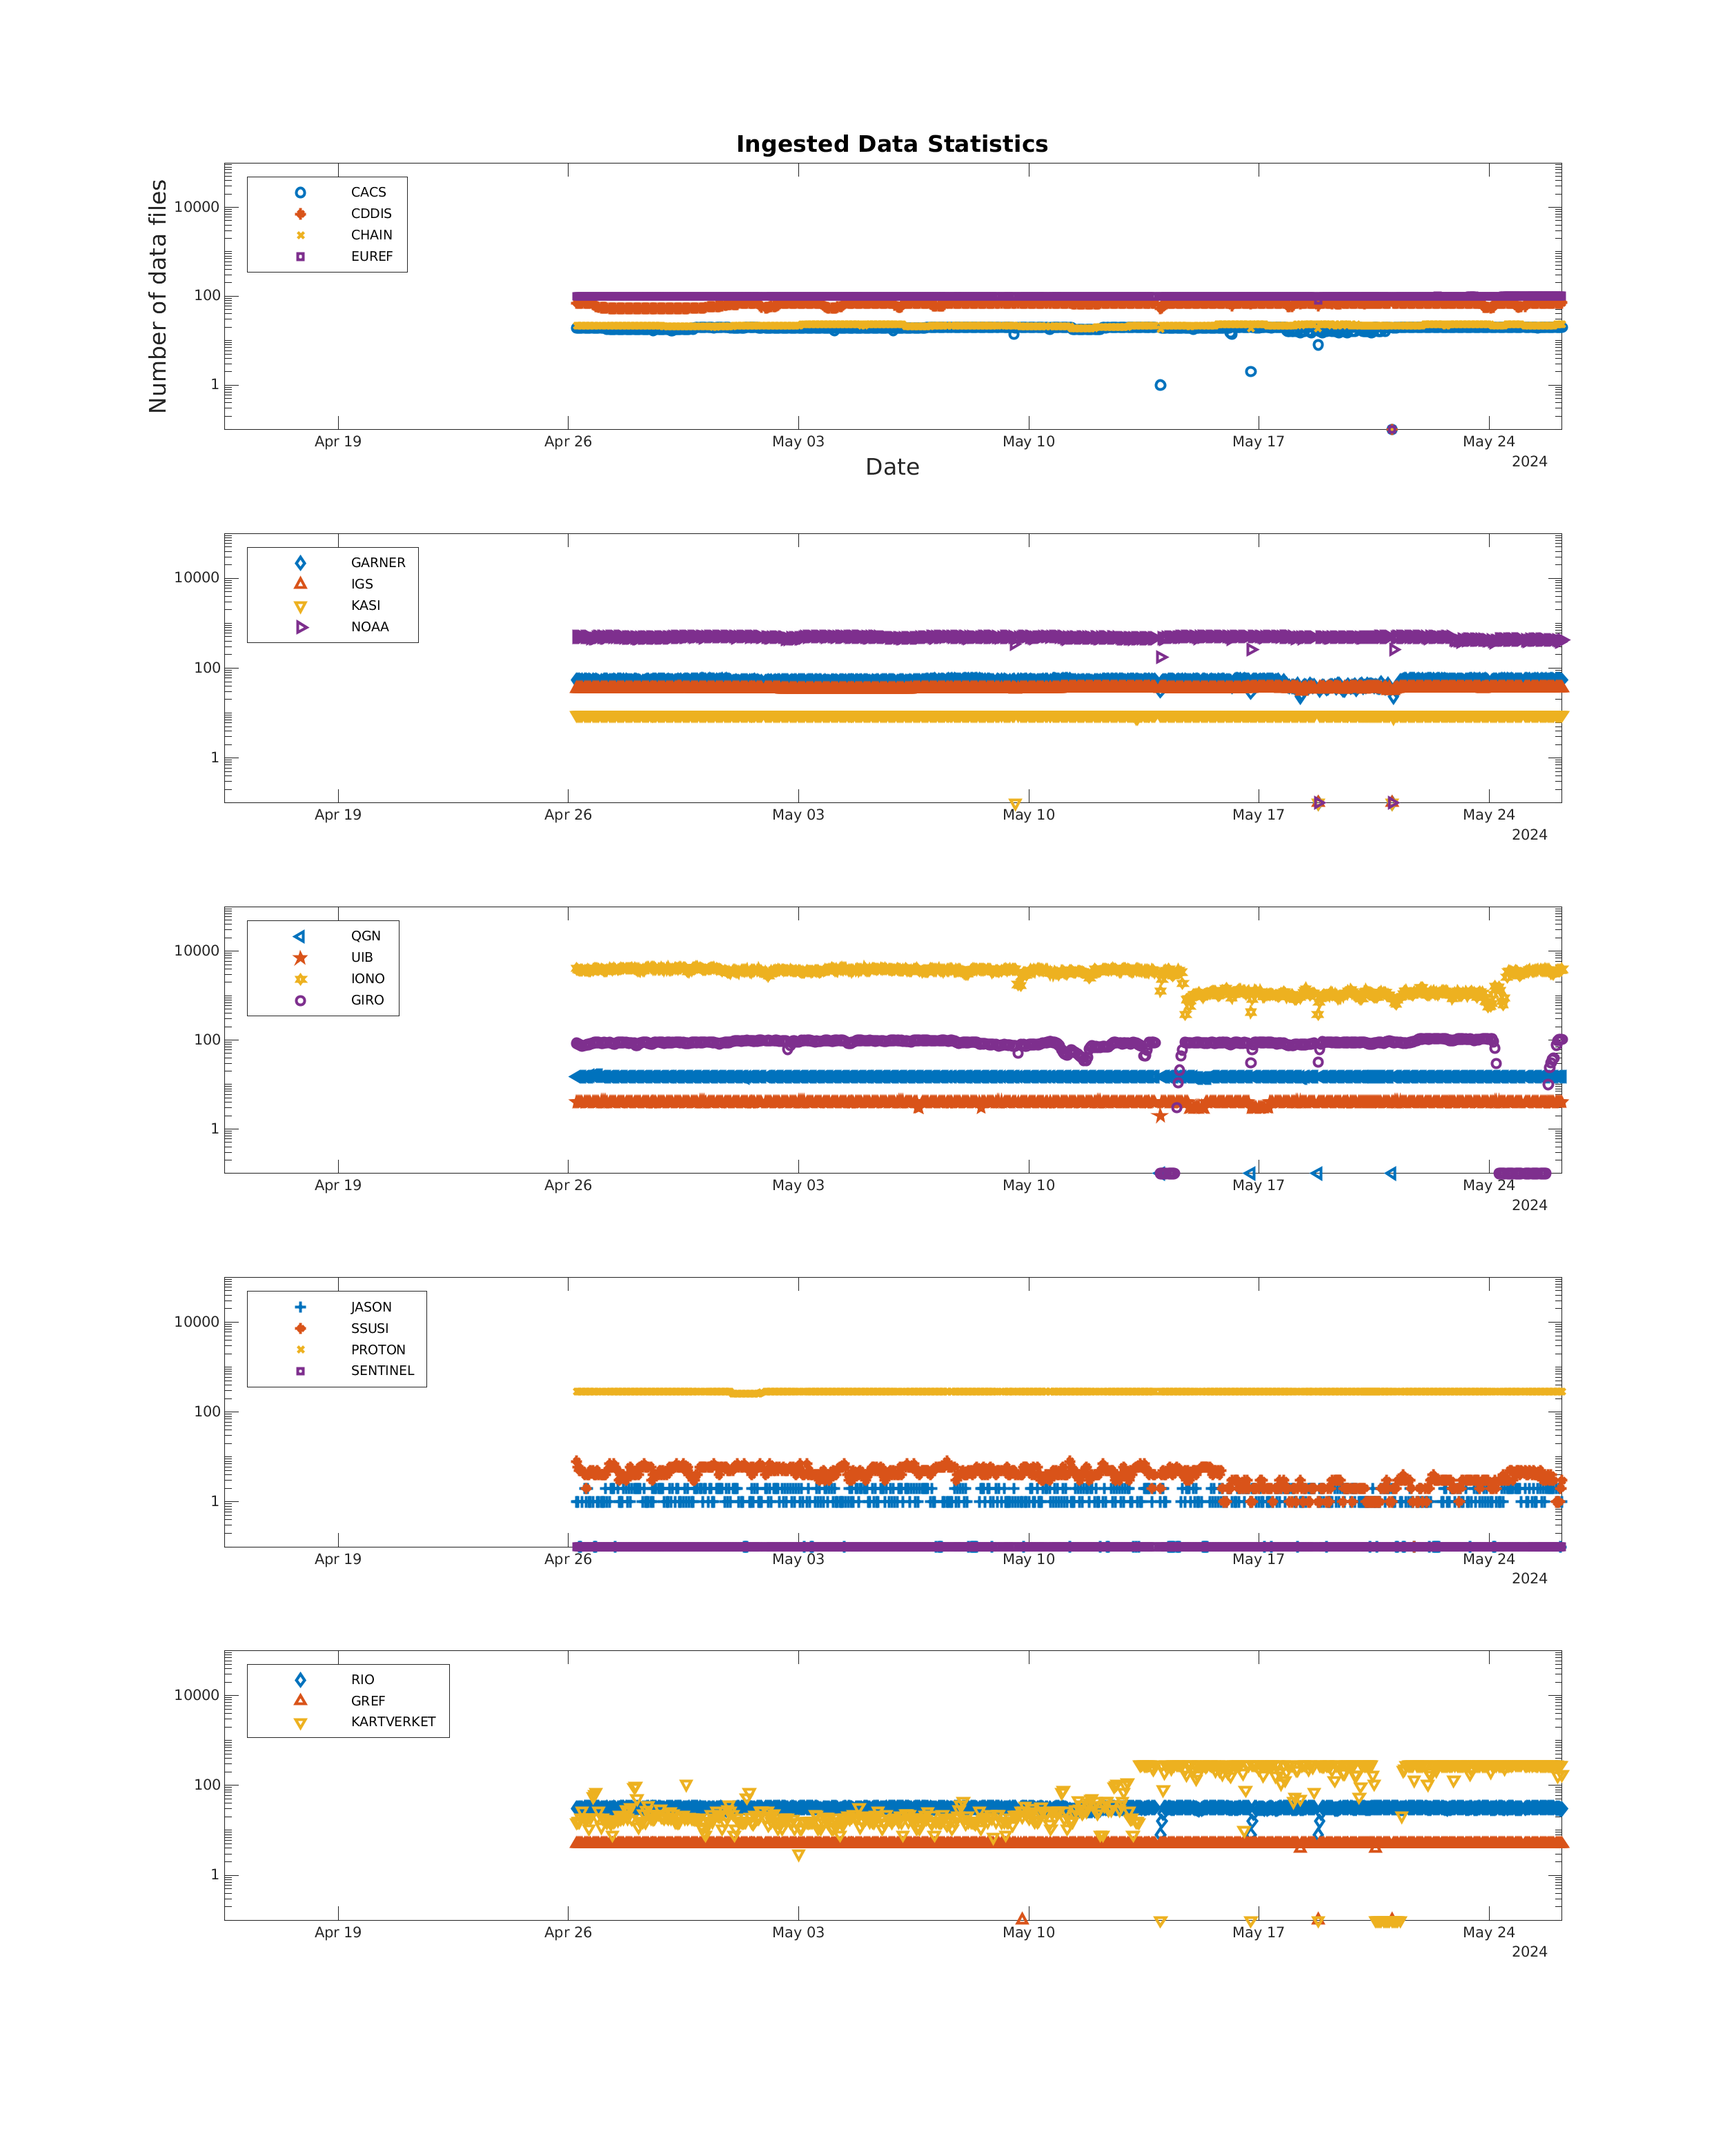 Ingested Data Statistics
Number of data files
10000
100
1
CACS
CDDIS
CHAIN
EUREF
Apr 19 Apr 26 May 03 May 10 May 17 May 24
2024
Date
10000
100
1
GARNER
IGS
KASI
NOAA
Apr 19 Apr 26 May 03 May 10 May 17 May 24
2024
10000
100
1
QGN
UIB
IONO
GIRO
Apr 19 Apr 26 May 03 May 10 May 17 May 24
2024
10000
100
1
JASON
SSUSI
PROTON
SENTINEL
Apr 19 Apr 26 May 03 May 10 May 17 May 24
2024
10000
100
1
RIO
GREF
KARTVERKET
Apr 19 Apr 26 May 03 May 10 May 17 May 24
2024